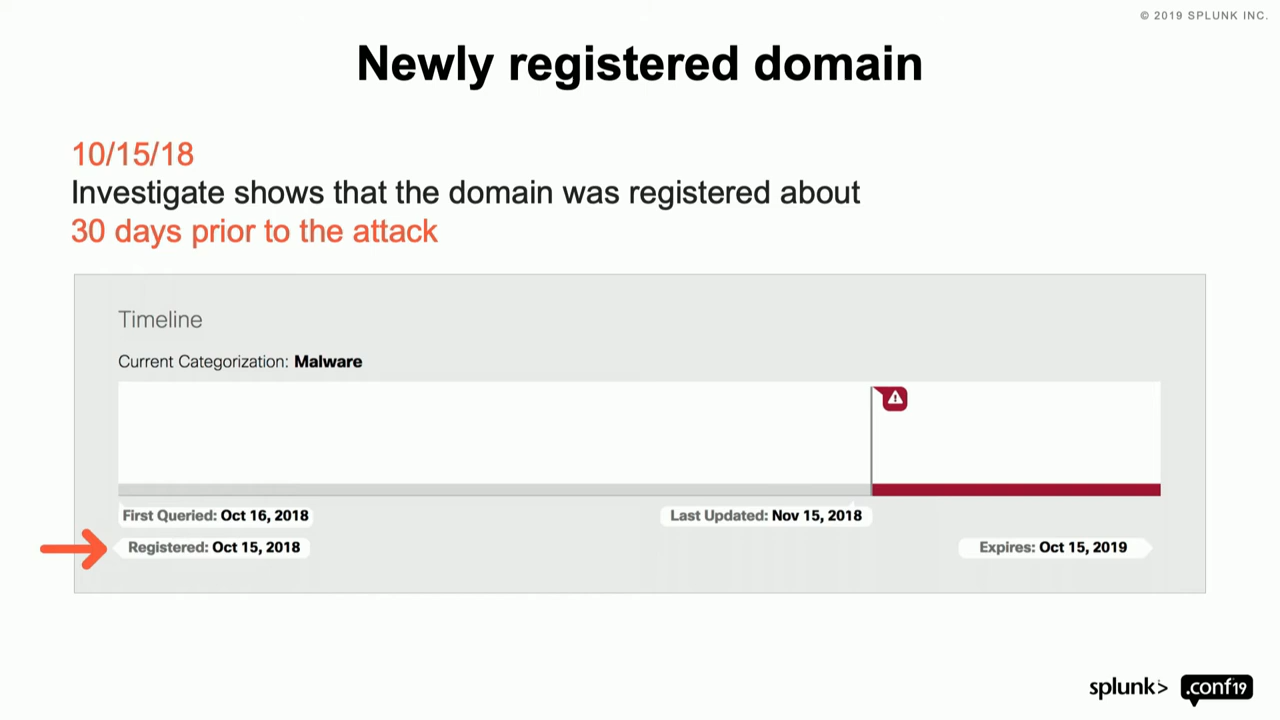 © 2019 SPLUNK INC.
Newly registered domain
10/15/18
Investigate shows that the domain was registered about
30 days prior to the attack
Timeline
Current Categorization: Malware
First Queried: Oct 16, 2018
Last Updated: Nov 15, 2018
Registered: Oct 15, 2018
Expires: Oct 15, 2019
splunk> .conf19